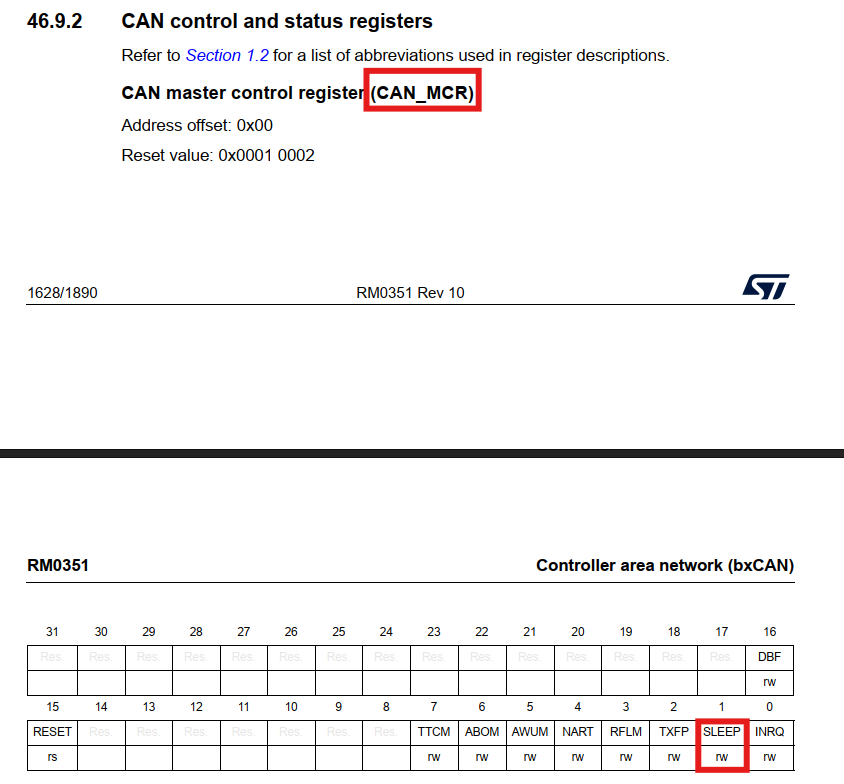 46.9.2 CAN control and status registers
Refer to Section 1.2 for a list of abbreviations used in register descriptions.
CAN master control register (CAN_MCR)
Address offset: 0x00
Reset value: 0x0001 0002
1628/1890 RM0351 Rev 10 ST
RM0351 Controller area network (bxCAN)
31 30 29 28 27 26 25 24 23 22 21 20 19 18 17 16
Res. Res. Res. Res. Res. Res. Res. Res. Res. Res. Res. Res. Res. Res. Res. DBF
rw
15 14 13 12 11 10 9 8 7 6 5 4 3 2 1 0
RESET Res. Res. Res. Res. Res. Res. Res. TTCM ABOM AWUM NART RFLM TXFP SLEEP INRQ
rs rw rw rw rw rw rw rw rw